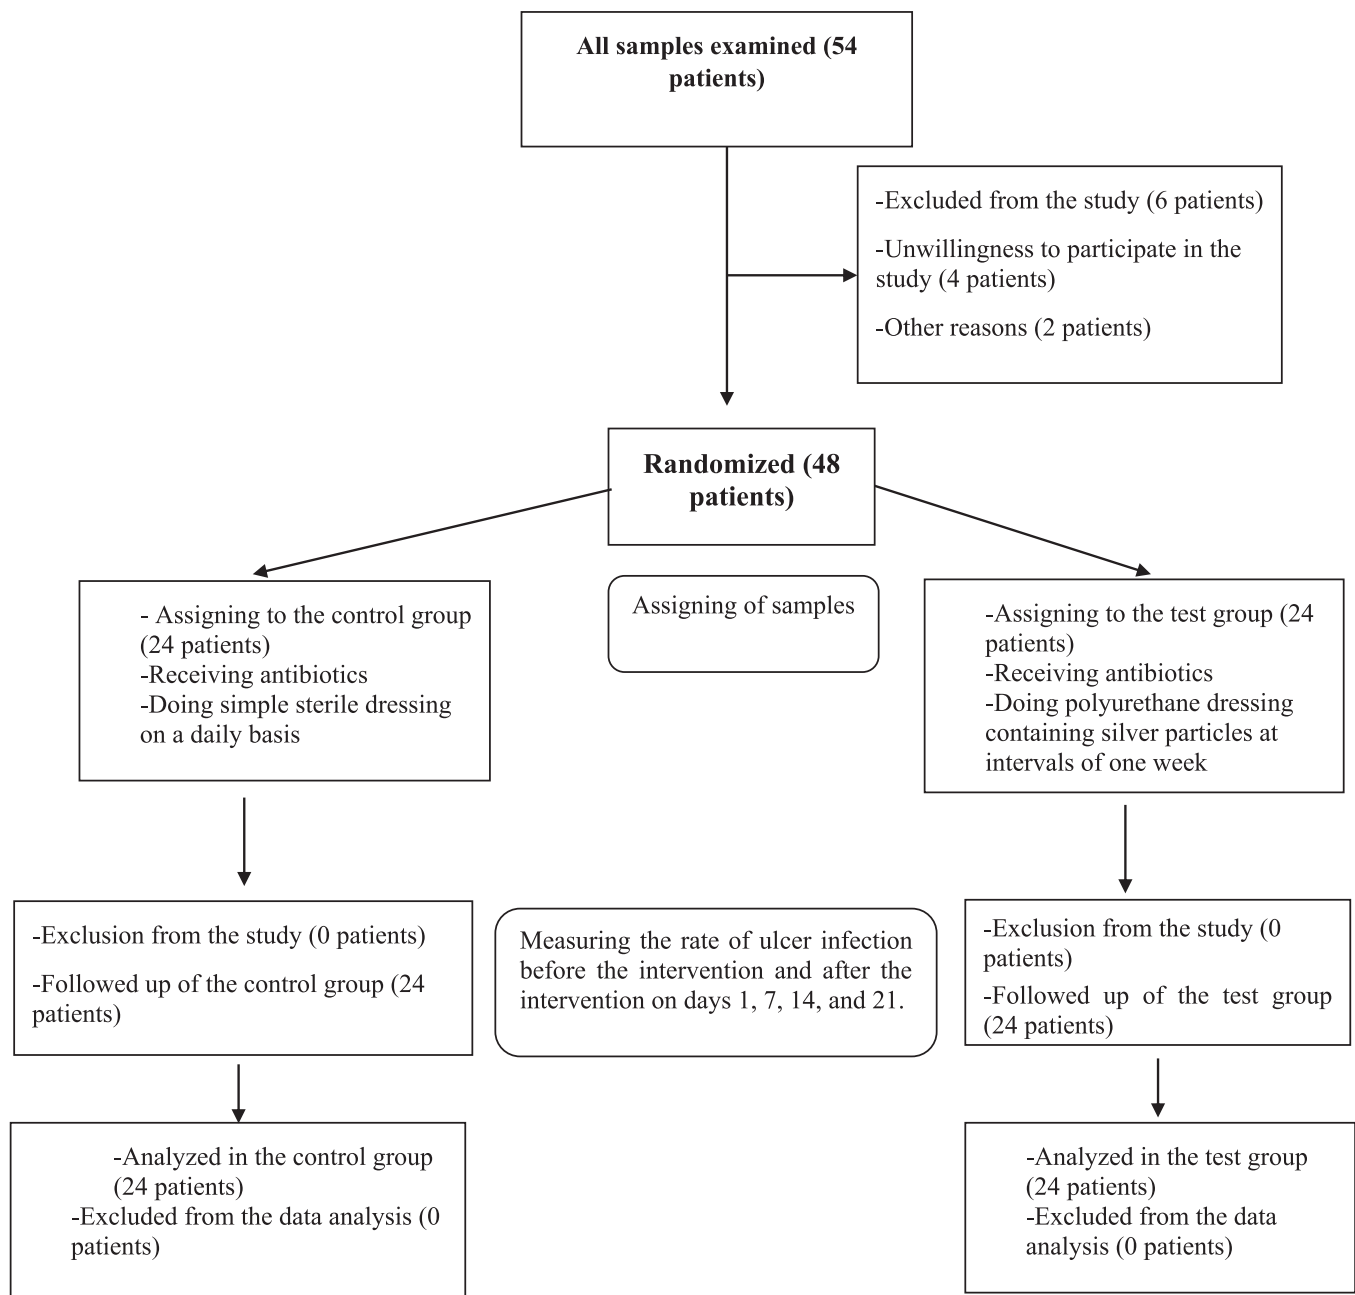 All samples examined (54
patients)
-Excluded from the study (6 patients)
-Unwillingness to participate in the
study (4 patients)
-Other reasons (2 patients)
Randomized (48
patients)
- Assigning to the control group
(24 patients)
-Receiving antibiotics
-Doing simple sterile dressing
on a daily basis
Assigning of samples
-Assigning to the test group (24
patients)
-Receiving antibiotics
-Doing polyurethane dressing
containing silver particles at
intervals of one week
-Exclusion from the study (0 patients)
-Followed up of the control group (24
patients)
Measuring the rate of ulcer infection
before the intervention and after the
intervention on days 1, 7, 14, and 21.
-Exclusion from the study (0
patients)
-Followed up of the test group
(24 patients)
-Analyzed in the control group
(24 patients)
-Excluded from the data analysis (0
patients)
-Analyzed in the test group
(24 patients)
-Excluded from the data
analysis (0 patients)